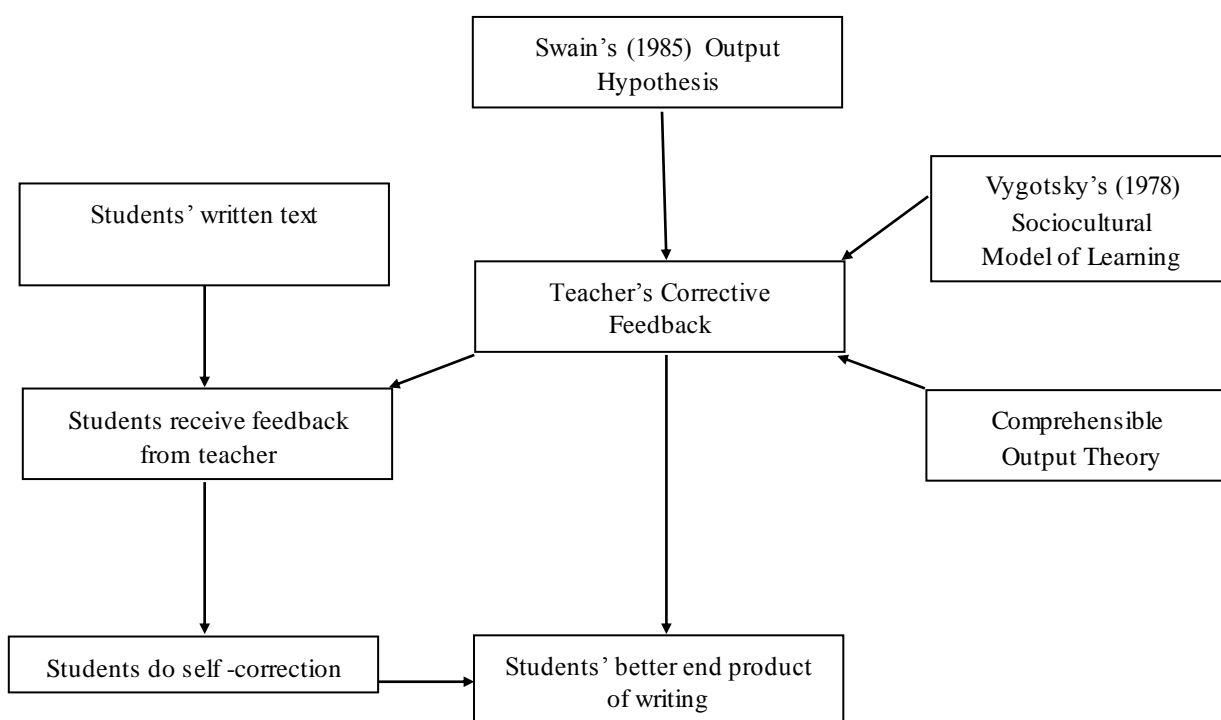 Swain’s (1985) Output
Hypothesis
Vygotsky’s (1978)
Sociocultural
Model of Learning
Students’ written text
Teacher’s Corrective
Feedback
Students receive feedback
from teacher
Comprehensible
Output Theory
Students do self -correction
Students’ better end product
of writing